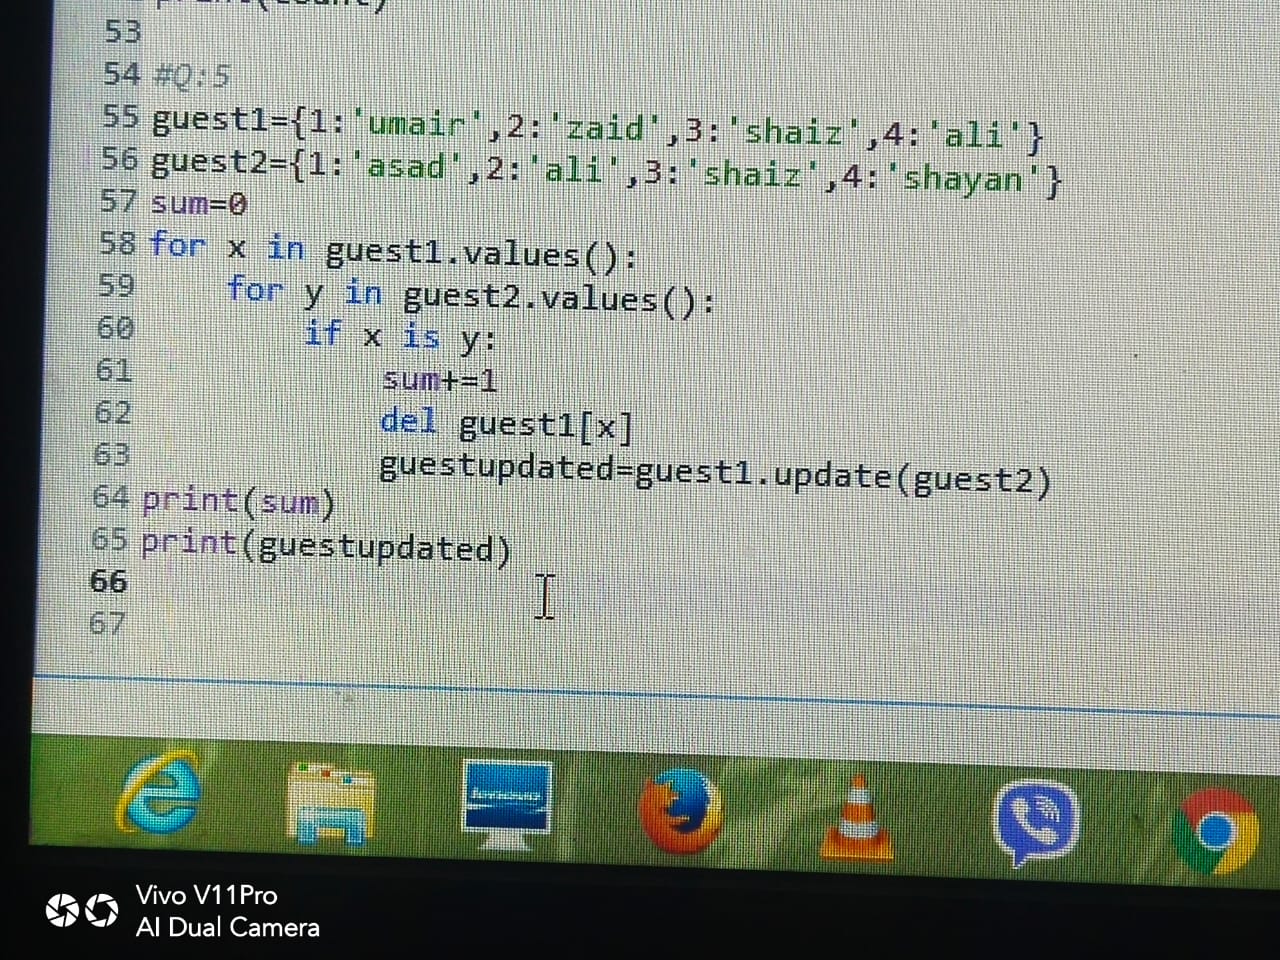 53
54 #Q:5
55 guest1={1:'umair',2:'zaid',3:'shaiz',4:'ali'}
56 guest2={1:'asad',2:'ali',3:'shaiz',4:'shayan'}
57 sum=0
58 for x in guest1.values():
59     for y in guest2.values():
60         if x is y:
61             sum+=1
62             del guest1[x]
63             guestupdated=guest1.update(guest2)
64 print(sum)
65 print(guestupdated)
66
67
Vivo V11Pro
AI Dual Camera